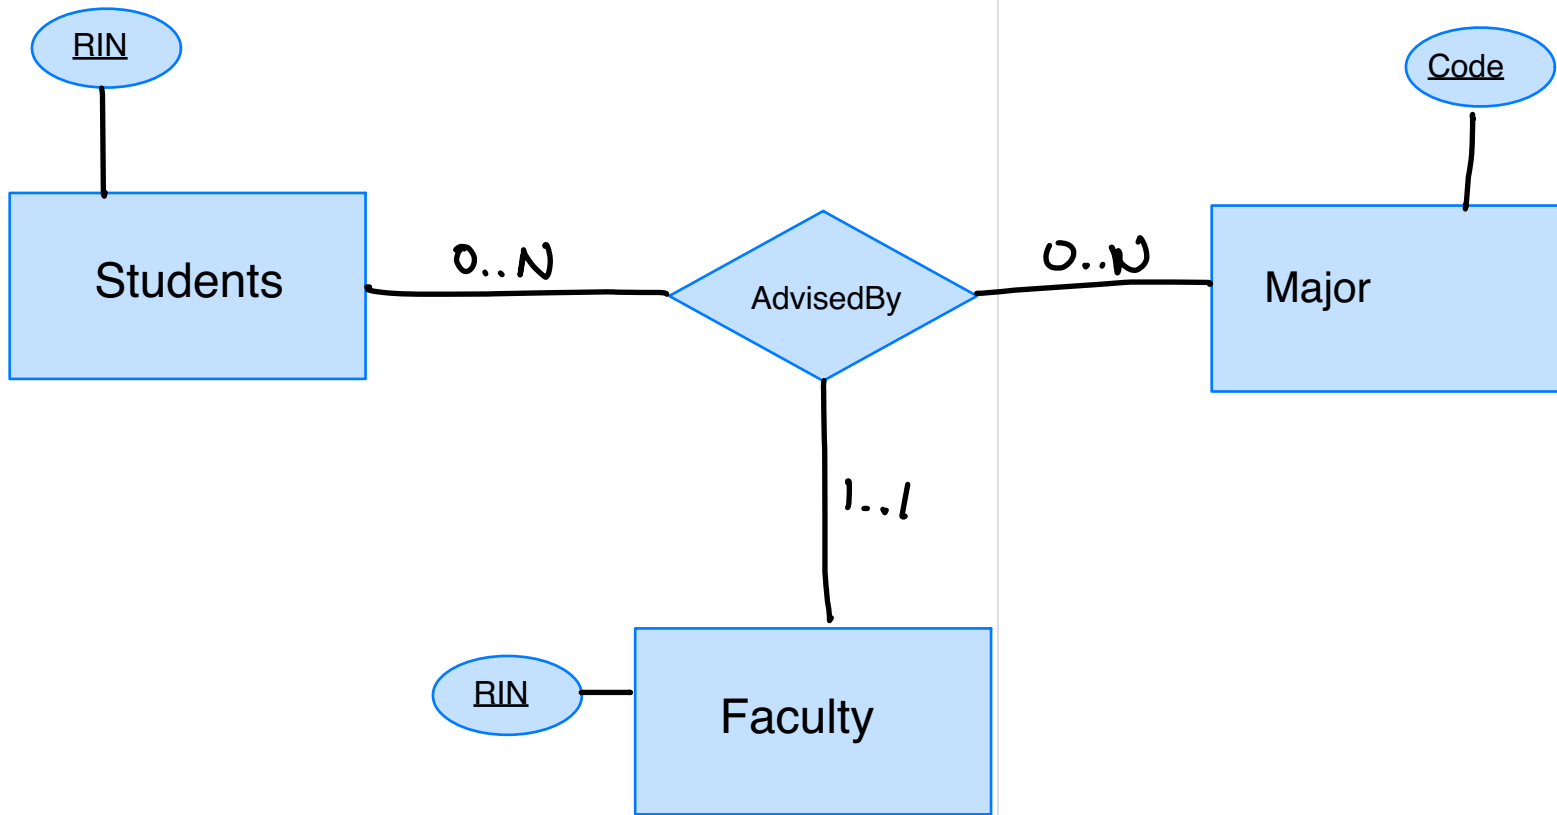 RIN
Code
Students
0..N
AdvisedBy
0..N
Major
1..1
RIN
Faculty